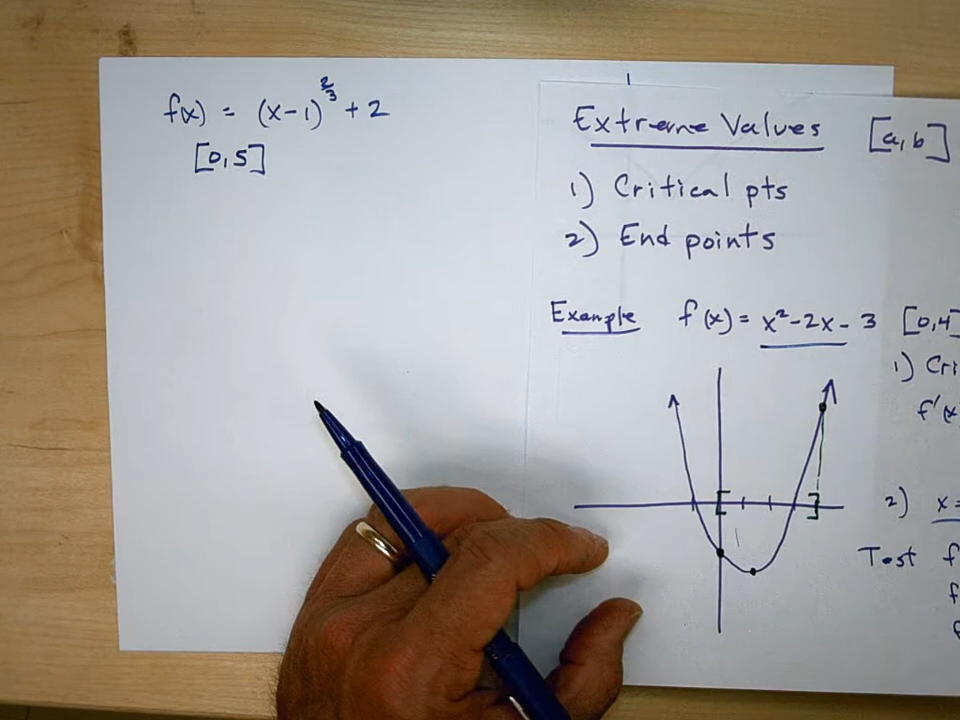 f(x) = (x-1)^(2/3) + 2
[0,5]
Extreme Values [a,b]
1) Critical pts
2) End points
Example f(x) = x²-2x-3 [0,4]
1) Cri
f'(x
2) x=
Test f
f
f